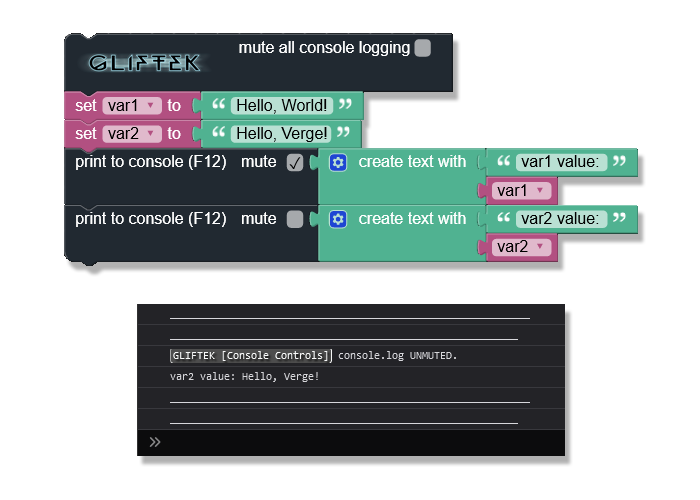 mute all console logging
GLIFTEK
set var1 to “ Hello, World! ”
set var2 to “ Hello, Verge! ”
print to console (F12) mute create text with “ var1 value: ”
var1
print to console (F12) mute create text with “ var2 value: ”
var2
GLIFTEK [Console Controls] console.log UNMUTED.
var2 value: Hello, Verge!
»